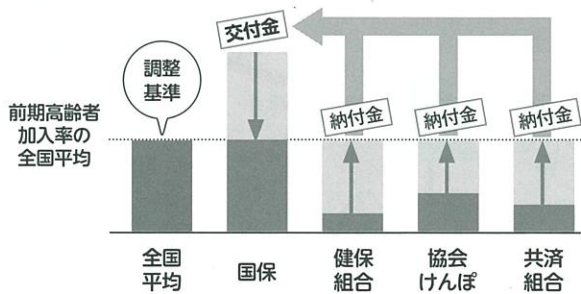 交付金
調整
基準
前期高齢者
加入率の
全国平均
納付金
納付金
納付金
全国
平均
国保
健保
組合
協会
けんぽ
共済
組合